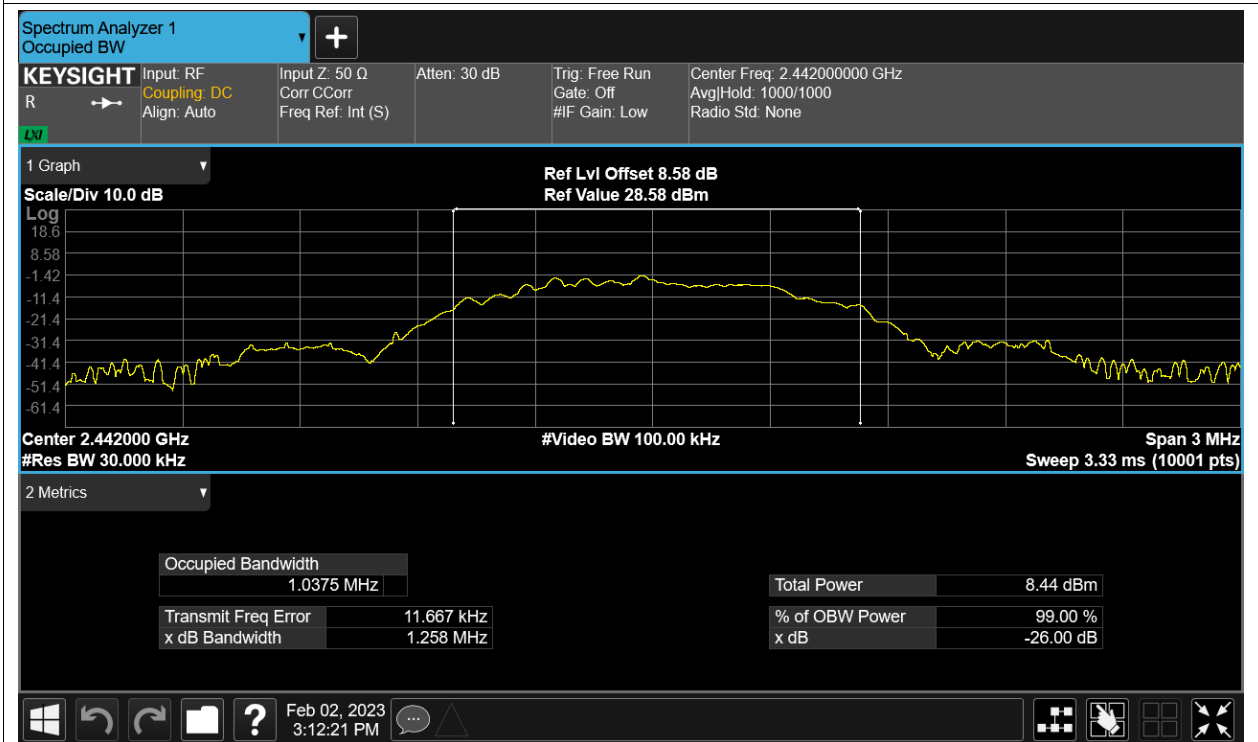 Spectrum Analyzer 1
Occupied BW
KEYSIGHT
R
LXI
Input: RF
Coupling: DC
Align: Auto
Input Z: 50 Ω
Corr CCorr
Freq Ref: Int (S)
Atten: 30 dB
Trig: Free Run
Gate: Off
#IF Gain: Low
Center Freq: 2.442000000 GHz
Avg|Hold: 1000/1000
Radio Std: None
1 Graph
Scale/Div 10.0 dB
Ref Lvl Offset 8.58 dB
Ref Value 28.58 dBm
Log
18.6
8.58
-1.42
-11.4
-21.4
-31.4
-41.4
-51.4
-61.4
Center 2.442000 GHz
#Video BW 100.00 kHz
Span 3 MHz
#Res BW 30.000 kHz
Sweep 3.33 ms (10001 pts)
2 Metrics
Occupied Bandwidth
1.0375 MHz
Total Power 8.44 dBm
Transmit Freq Error 11.667 kHz
% of OBW Power 99.00 %
x dB Bandwidth 1.258 MHz
x dB -26.00 dB
?
Feb 02, 2023
3:12:21 PM